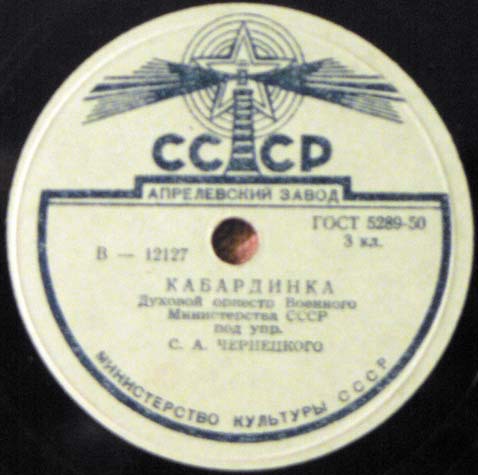 СССР
АПРЕЛЕВСКИЙ ЗАВОД
ГОСТ 5289-50
3 кл.
В — 12127
КАБАРДИНКА
Духовой оркестр Военного
Министерства СССР
под упр.
С. А. ЧЕРНЕЦКОГО
МИНИСТЕРСТВО КУЛЬТУРЫ СССР